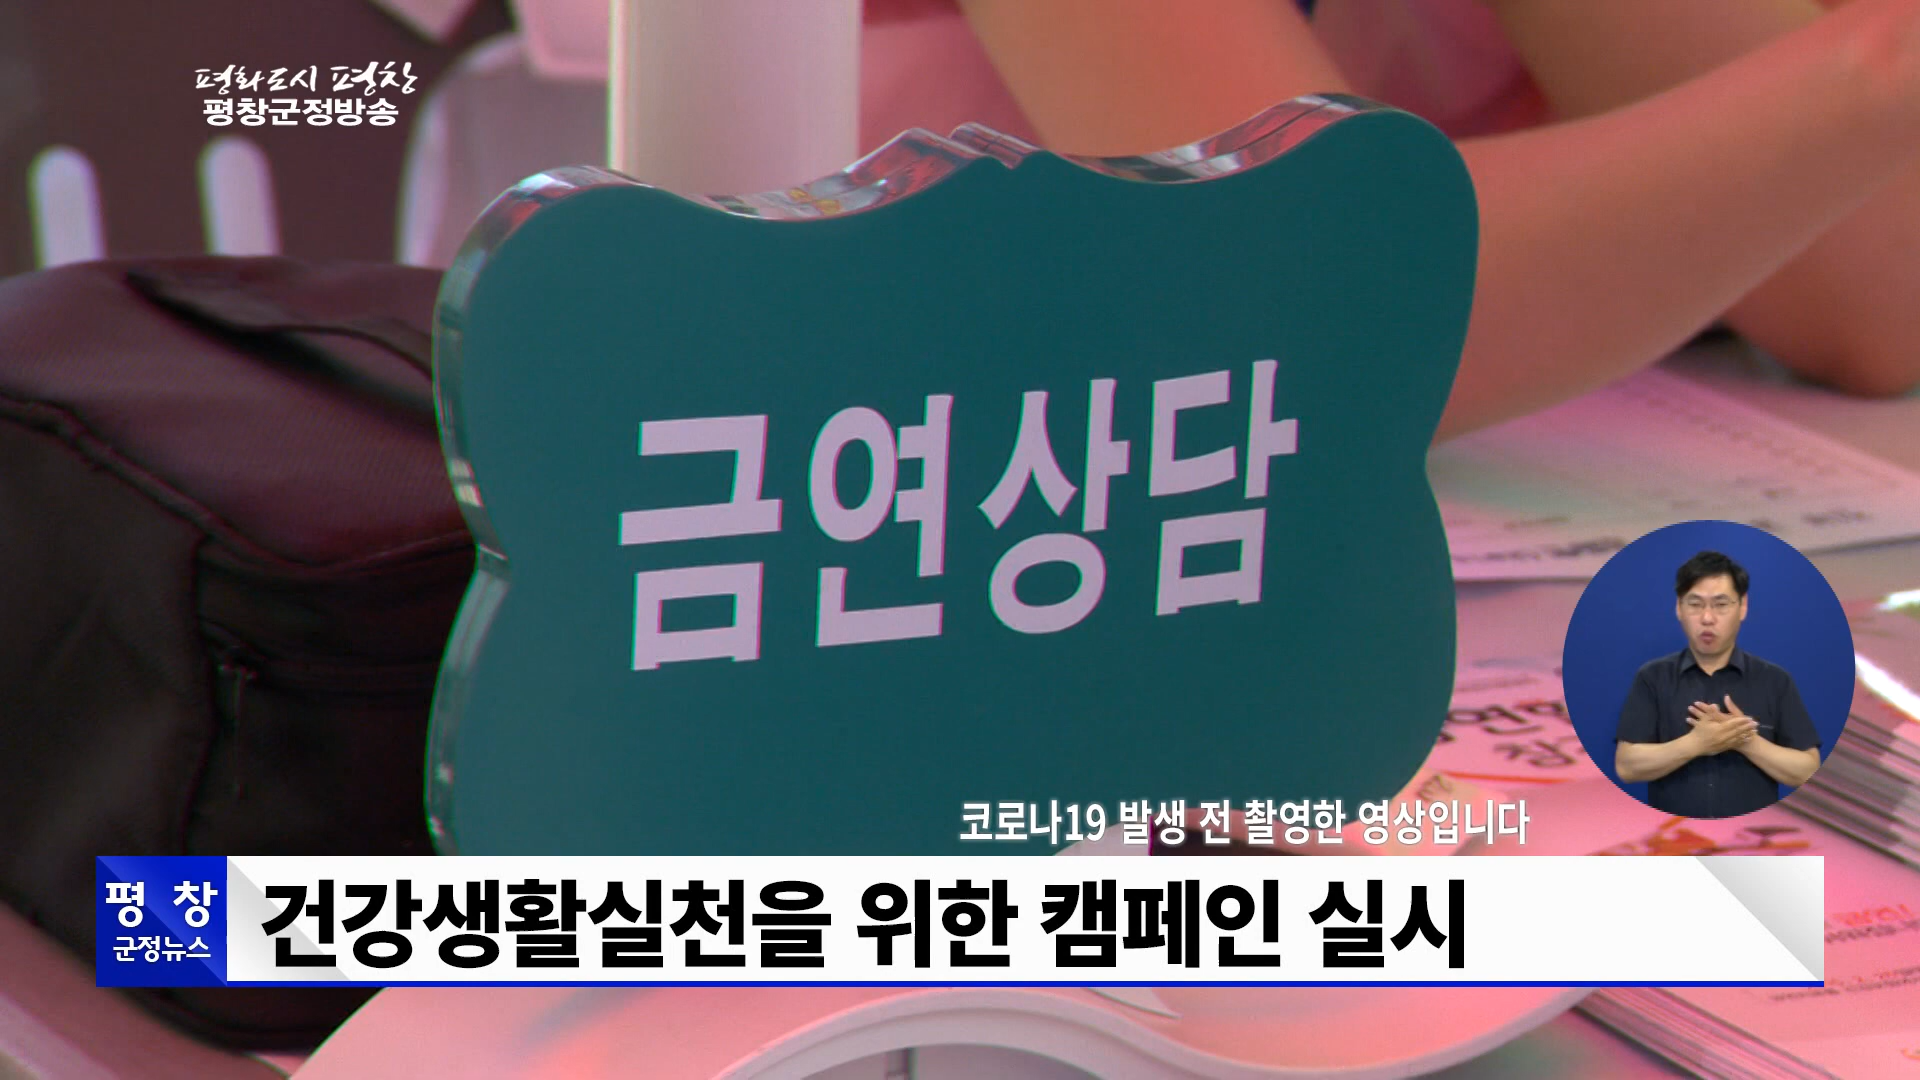 평화도시 평창
평창군정방송
금연상담
코로나19 발생 전 촬영한 영상입니다
평 창
군정뉴스
건강생활실천을 위한 캠페인 실시